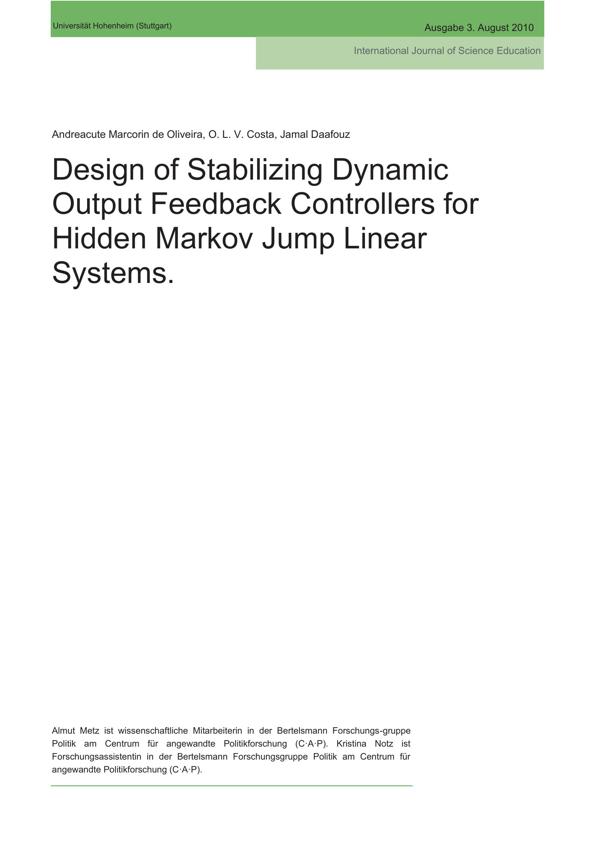 Universität Hohenheim (Stuttgart)
Ausgabe 3. August 2010
International Journal of Science Education
Andreacute Marcorin de Oliveira, O. L. V. Costa, Jamal Daafouz
Design of Stabilizing Dynamic
Output Feedback Controllers for
Hidden Markov Jump Linear
Systems.
Almut Metz ist wissenschaftliche Mitarbeiterin in der Bertelsmann Forschungs-gruppe
Politik am Centrum für angewandte Politikforschung (C·A·P). Kristina Notz ist
Forschungsassistentin in der Bertelsmann Forschungsgruppe Politik am Centrum für
angewandte Politikforschung (C·A·P).